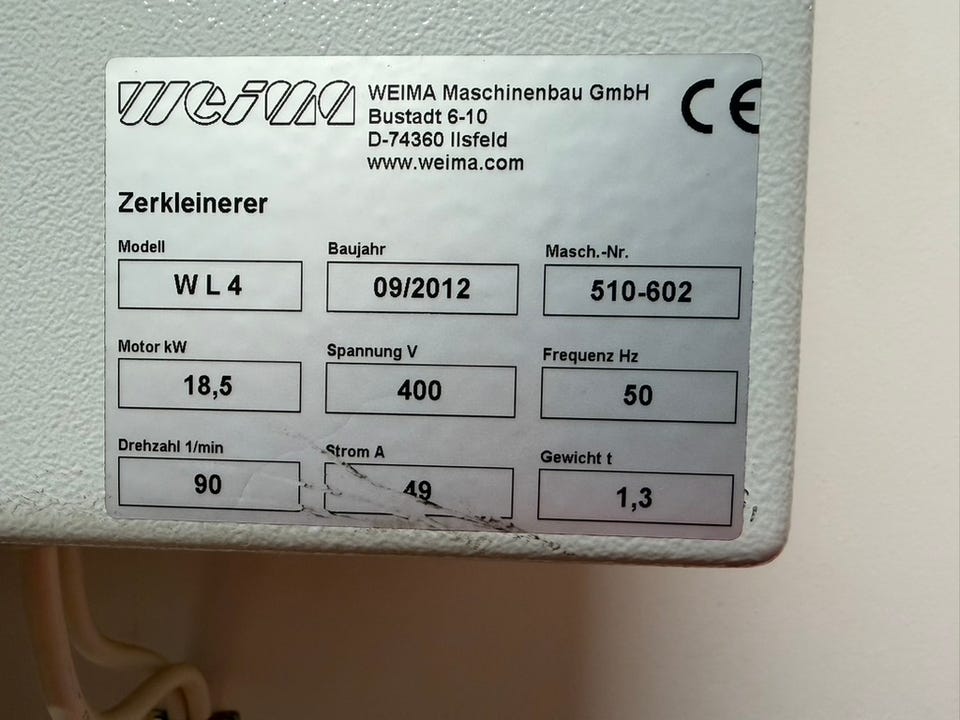 weima
WEIMA Maschinenbau GmbH
Bustadt 6-10
D-74360 Ilsfeld
www.weima.com
CE
Zerkleinerer
Modell Baujahr Masch.-Nr.
W L 4 09/2012 510-602
Motor kW Spannung V Frequenz Hz
18,5 400 50
Drehzahl 1/min Strom A Gewicht t
90 49 1,3